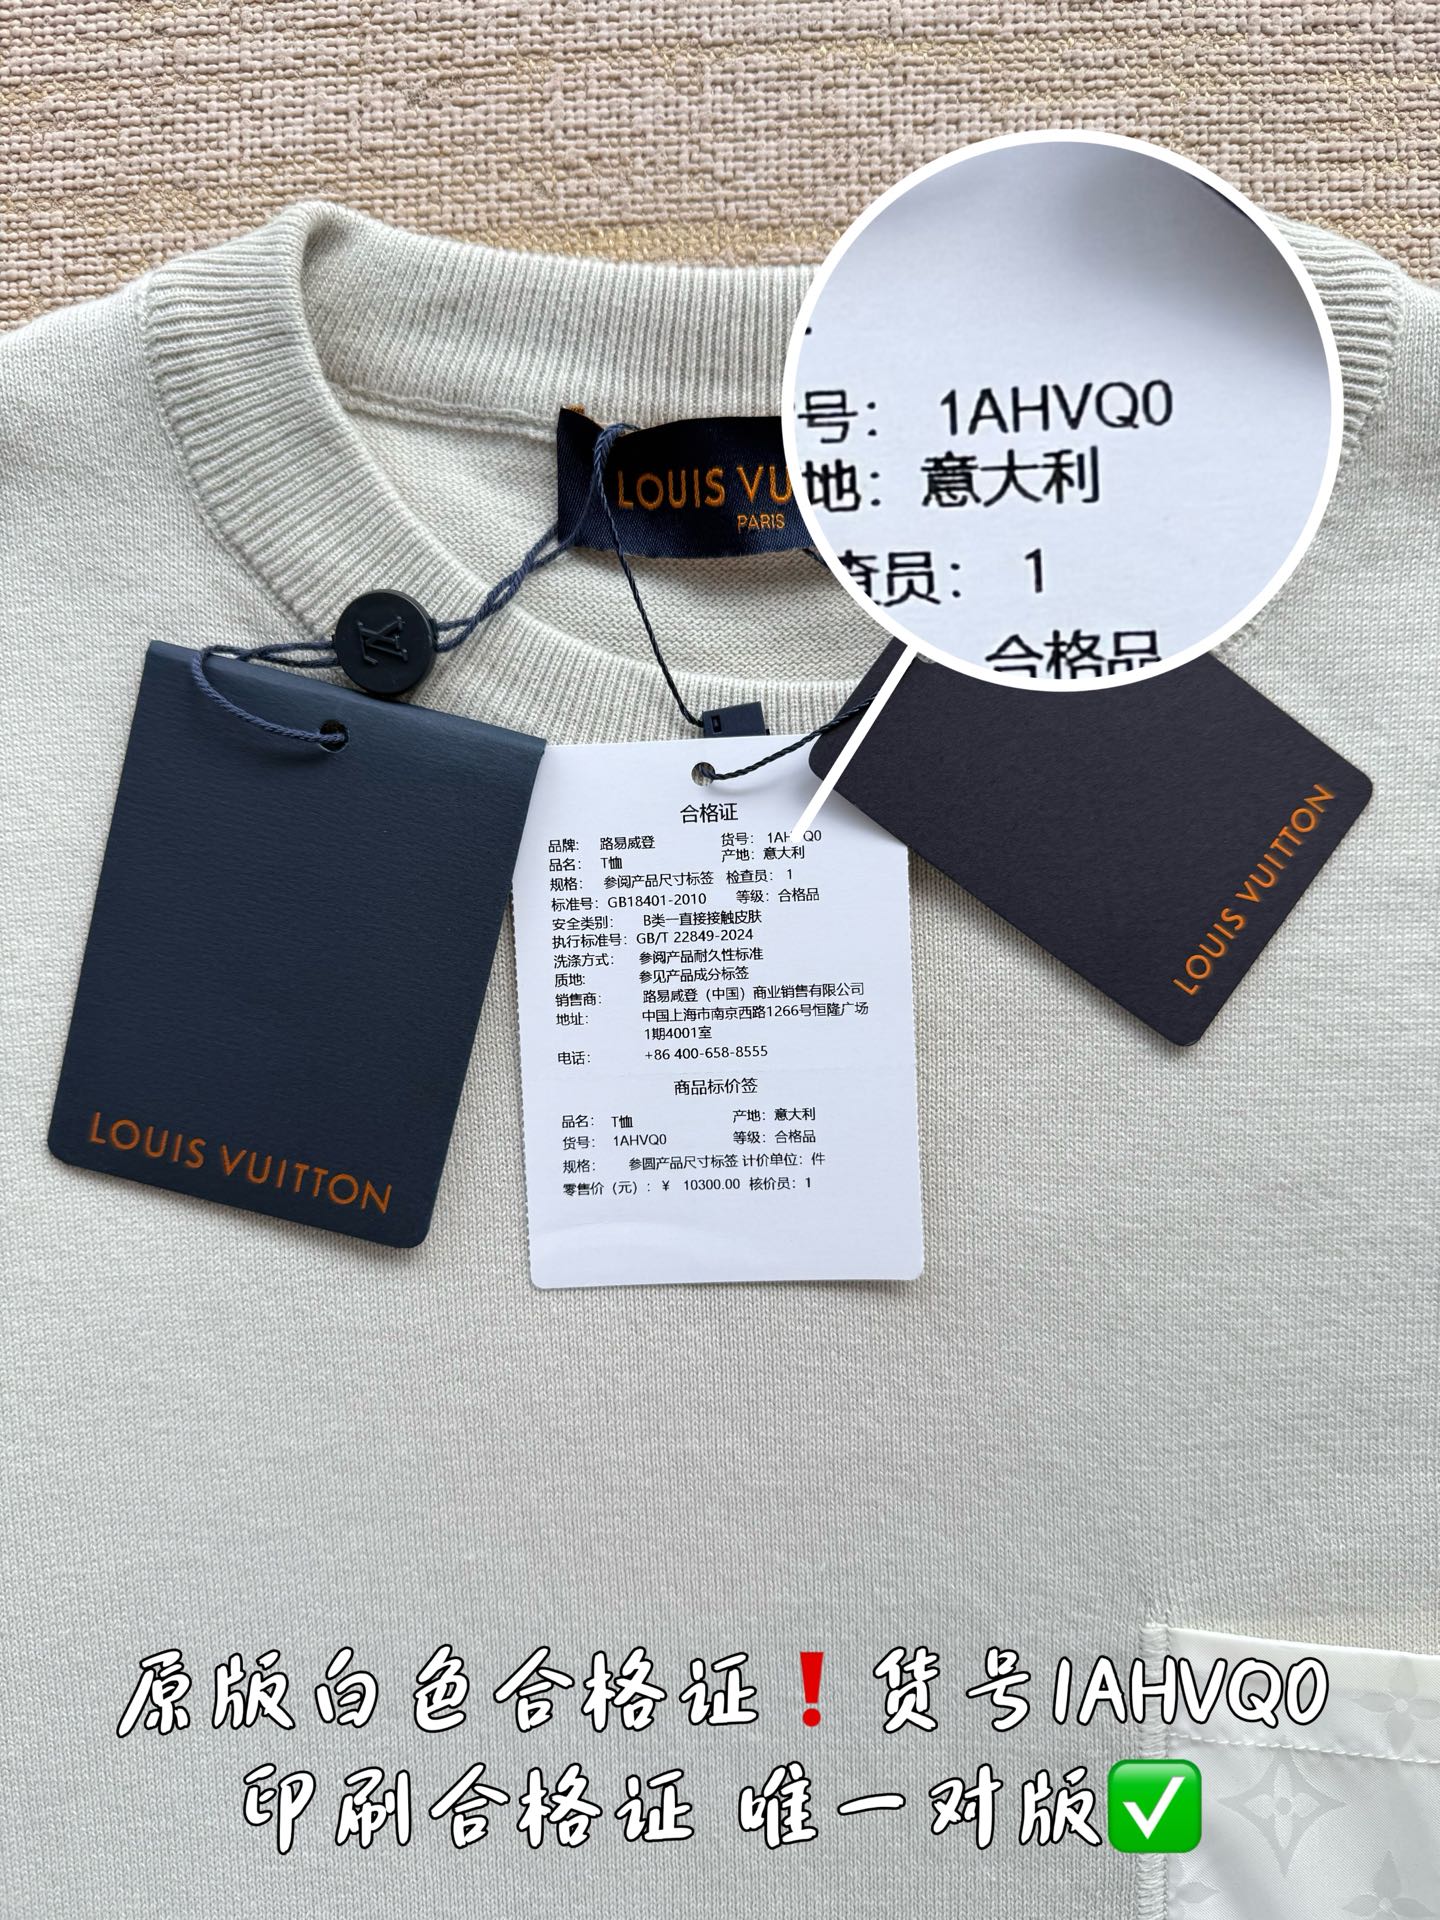 号: 1AHVQ0
地: 意大利
查员: 1
合格品
LOUIS VU
PARIS
LV
LOUIS VUITTON
LOUIS VUITTON
合格证
品牌: 路易威登 货号: 1AH Q0
品名: T恤 产地: 意大利
规格: 参阅产品尺寸标签 检查员: 1
标准号: GB18401-2010 等级: 合格品
安全类别: B类一直接接触皮肤
执行标准号: GB/T 22849-2024
洗涤方式: 参阅产品耐久性标准
质地: 参见产品成分标签
销售商: 路易威登（中国）商业销售有限公司
地址: 中国上海市南京西路1266号恒隆广场
1期4001室
电话: +86 400-658-8555
商品标价签
品名: T恤 产地: 意大利
货号: 1AHVQ0 等级: 合格品
规格: 参圆产品尺寸标签 计价单位: 件
零售价（元）: ¥ 10300.00 核价员: 1
原版白色合格证❗货号1AHVQ0
印刷合格证 唯一对版✅